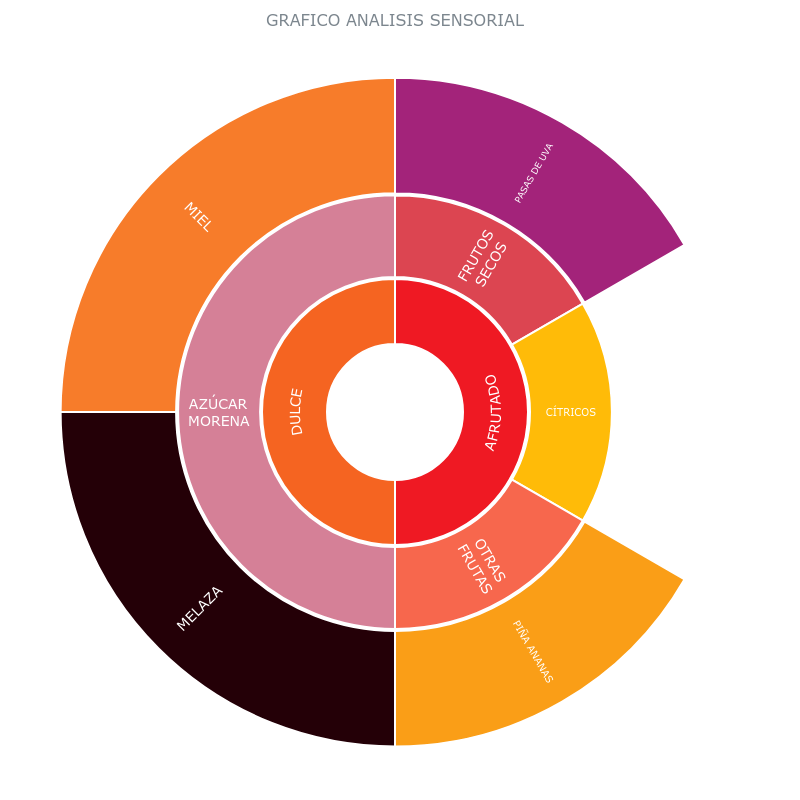 GRAFICO ANALISIS SENSORIAL
PASAS DE UVA
MIEL
FRUTOS
SECOS
DULCE
AFRUTADO
AZÚCAR
MORENA
CÍTRICOS
OTRAS
FRUTAS
MELAZA
PIÑA ANANAS